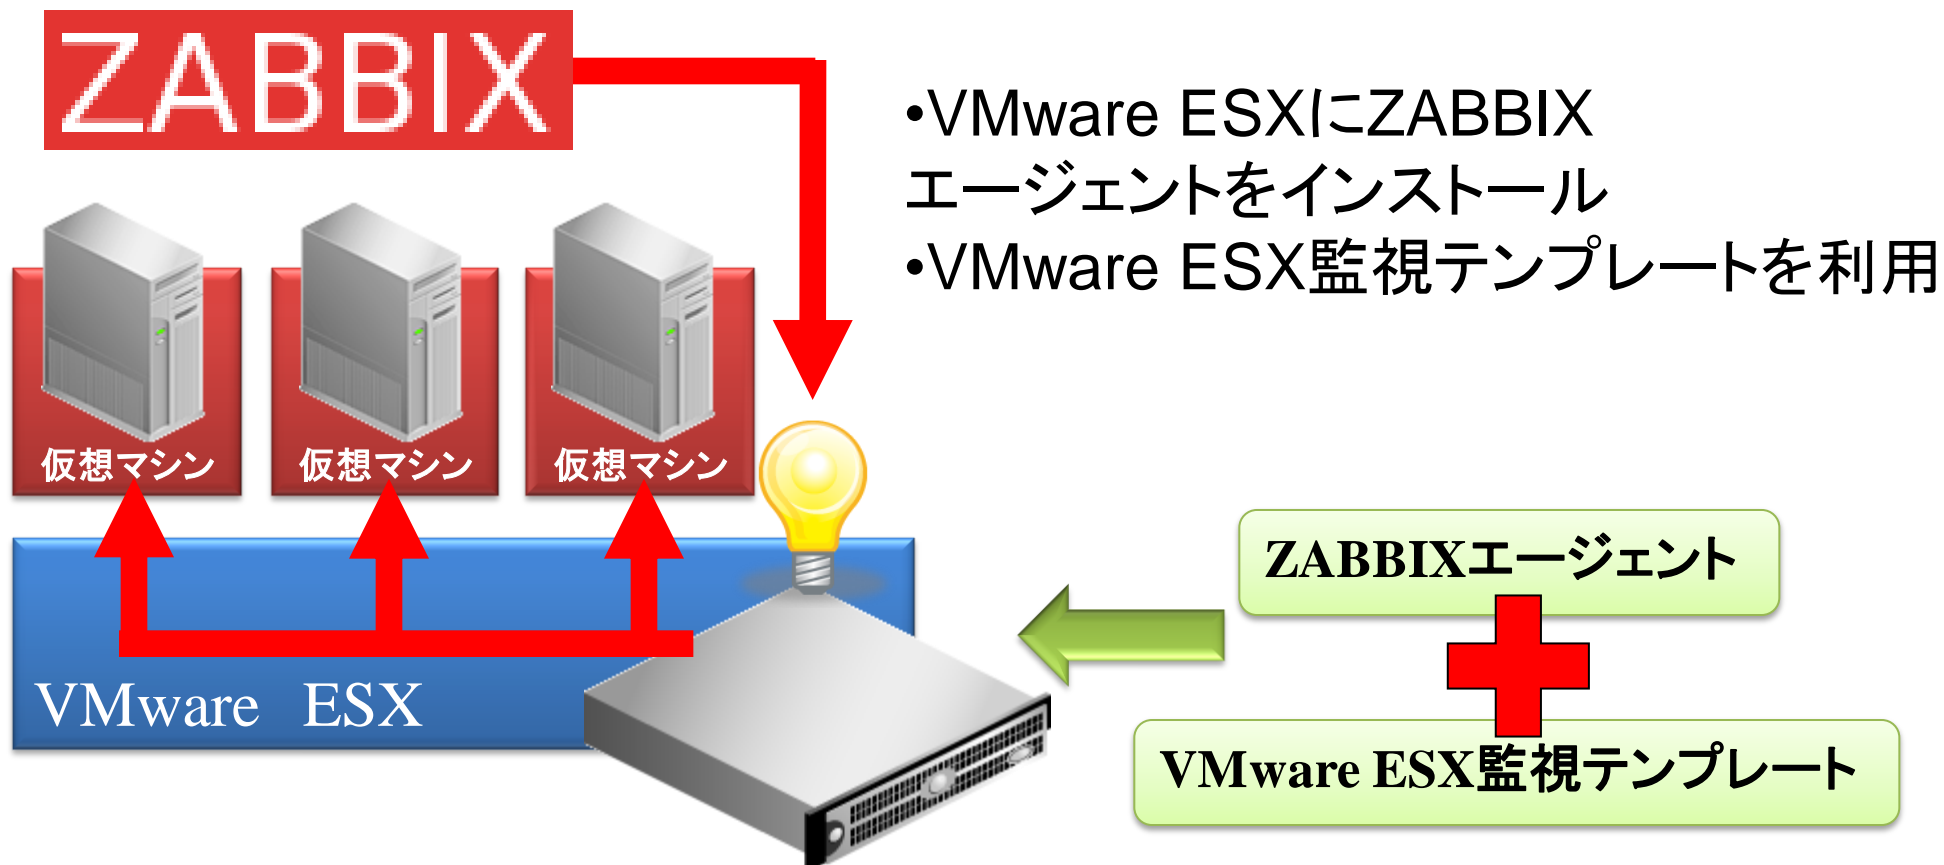 ZABBIX
•VMware ESXにZABBIX
エージェントをインストール
•VMware ESX監視テンプレートを利用
仮想マシン
仮想マシン
仮想マシン
ZABBIXエージェント
VMware ESX
VMware ESX監視テンプレート